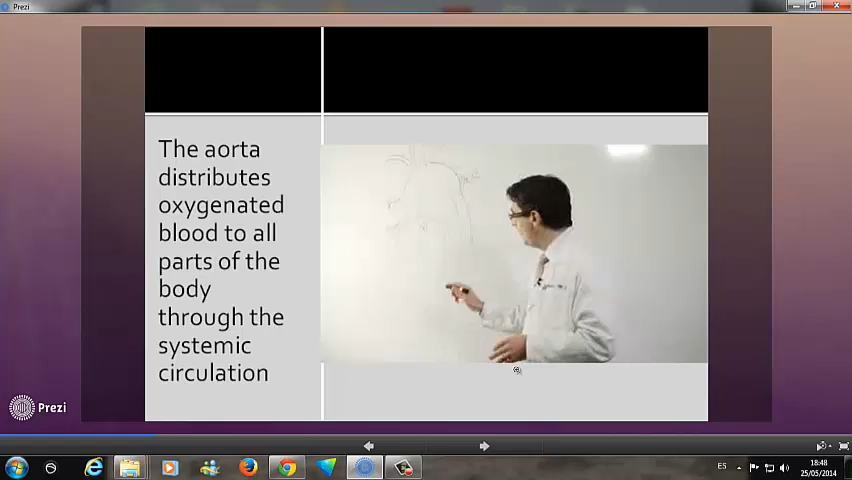 Prezi
The aorta
distributes
oxygenated
blood to all
parts of the
body
through the
systemic
circulation
Prezi
ES
18:48
25/05/2014